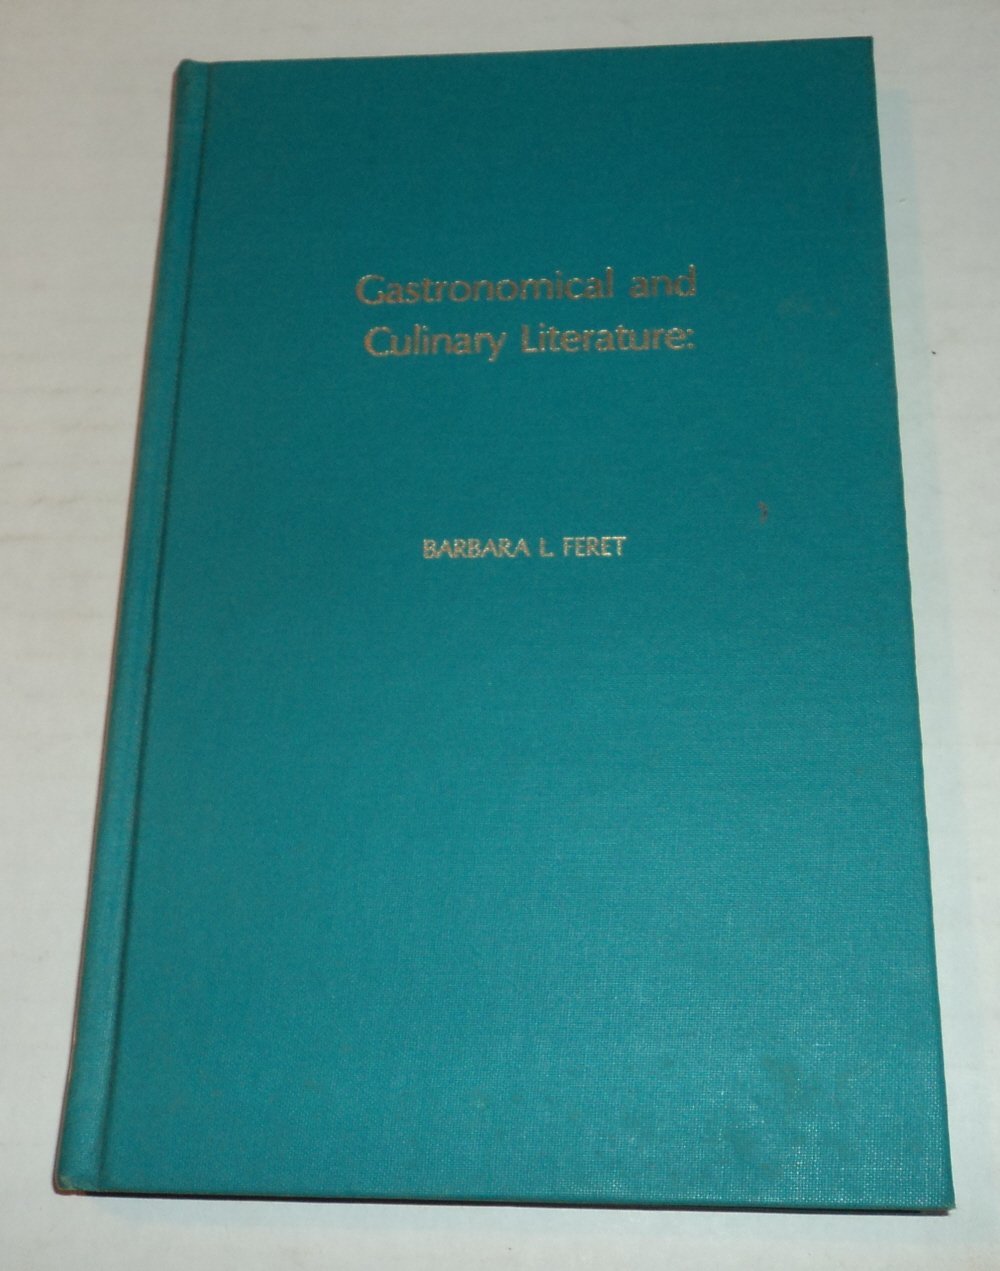 Gastronomical and
Culinary Literature:
BARBARA L. FERET